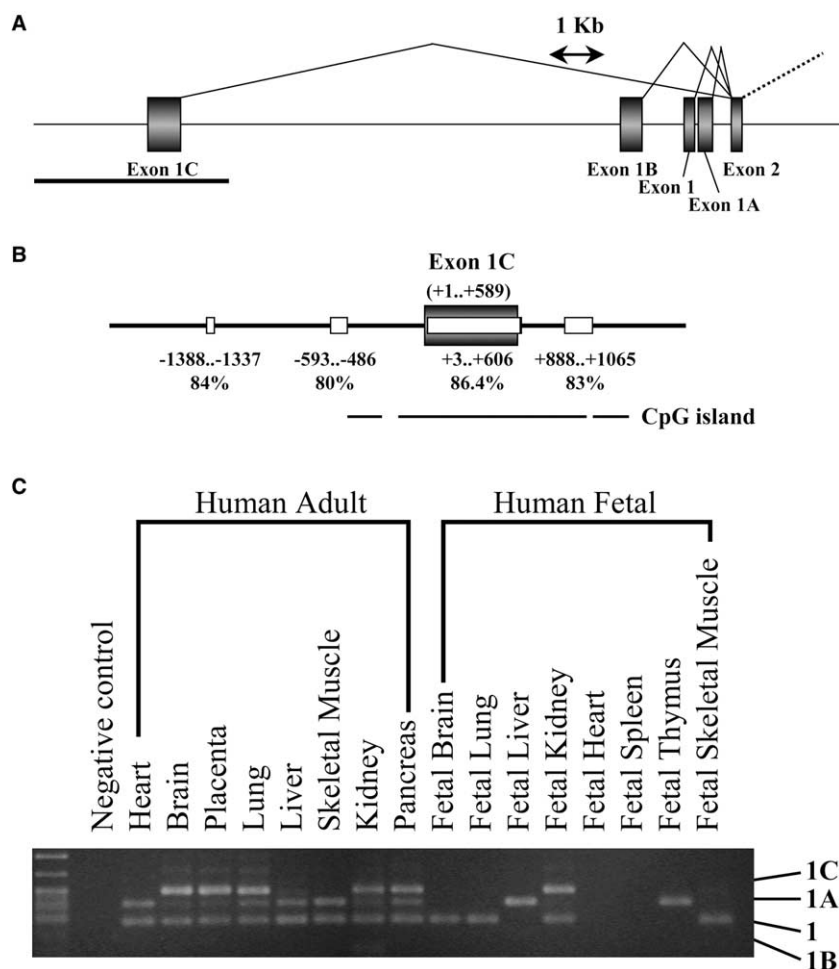 A
1 Kb
Exon 1C
Exon 1B
Exon 2
Exon 1
Exon 1A
B
Exon 1C
(+1..+589)
-1388..-1337
-593..-486
+3..+606
+888..+1065
84%
80%
86.4%
83%
CpG island
C
Human Adult
Human Fetal
Negative control
Heart
Brain
Placenta
Lung
Liver
Skeletal Muscle
Kidney
Pancreas
Fetal Brain
Fetal Lung
Fetal Liver
Fetal Kidney
Fetal Heart
Fetal Spleen
Fetal Thymus
Fetal Skeletal Muscle
1C
1A
1
1B